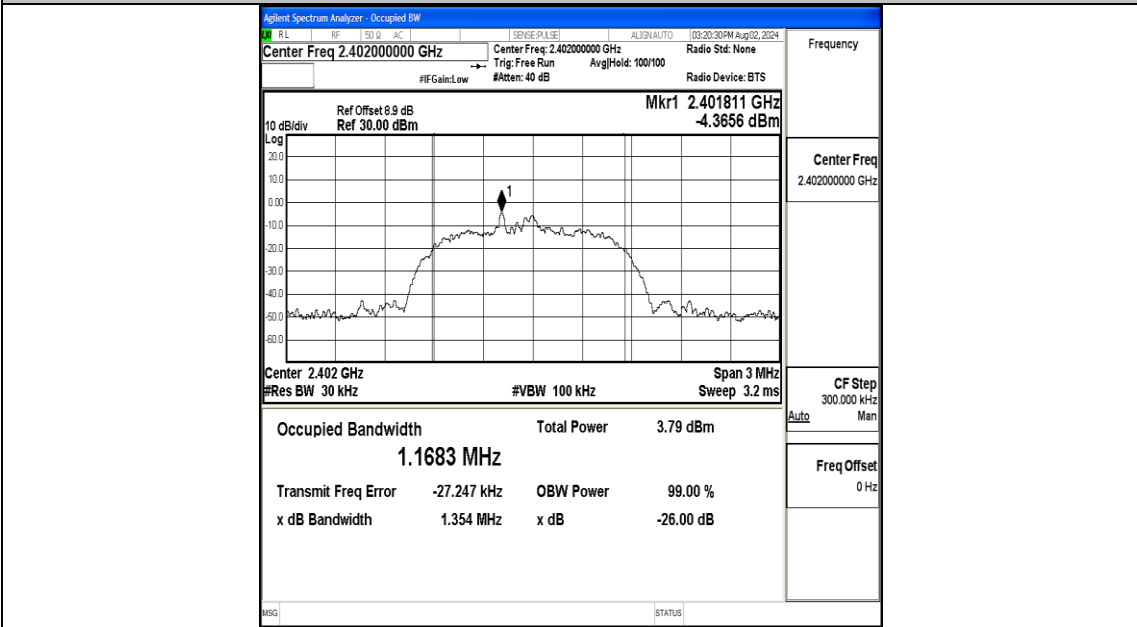 Agilent Spectrum Analyzer - Occupied BW
RL RF 50 Ω AC SENSE:PULSE ALIGN AUTO 03:20:30 PM Aug 02, 2024
Center Freq 2.402000000 GHz
Center Freq: 2.402000000 GHz
Radio Std: None
Trig: Free Run Avg|Hold: 100/100
#IFGain:Low
#Atten: 40 dB
Radio Device: BTS
Frequency
Ref Offset 8.9 dB
Mkr1 2.401811 GHz
10 dB/div Ref 30.00 dBm
-4.3656 dBm
Log
20.0
10.0
0.00
-10.0
-20.0
-30.0
-40.0
-50.0
-60.0
1
Center 2.402 GHz
Span 3 MHz
#Res BW 30 kHz
#VBW 100 kHz
Sweep 3.2 ms
Center Freq
2.402000000 GHz
CF Step
300.000 kHz
Auto Man
Freq Offset
0 Hz
Occupied Bandwidth
Total Power 3.79 dBm
1.1683 MHz
Transmit Freq Error -27.247 kHz OBW Power 99.00 %
x dB Bandwidth 1.354 MHz x dB -26.00 dB
MSG STATUS